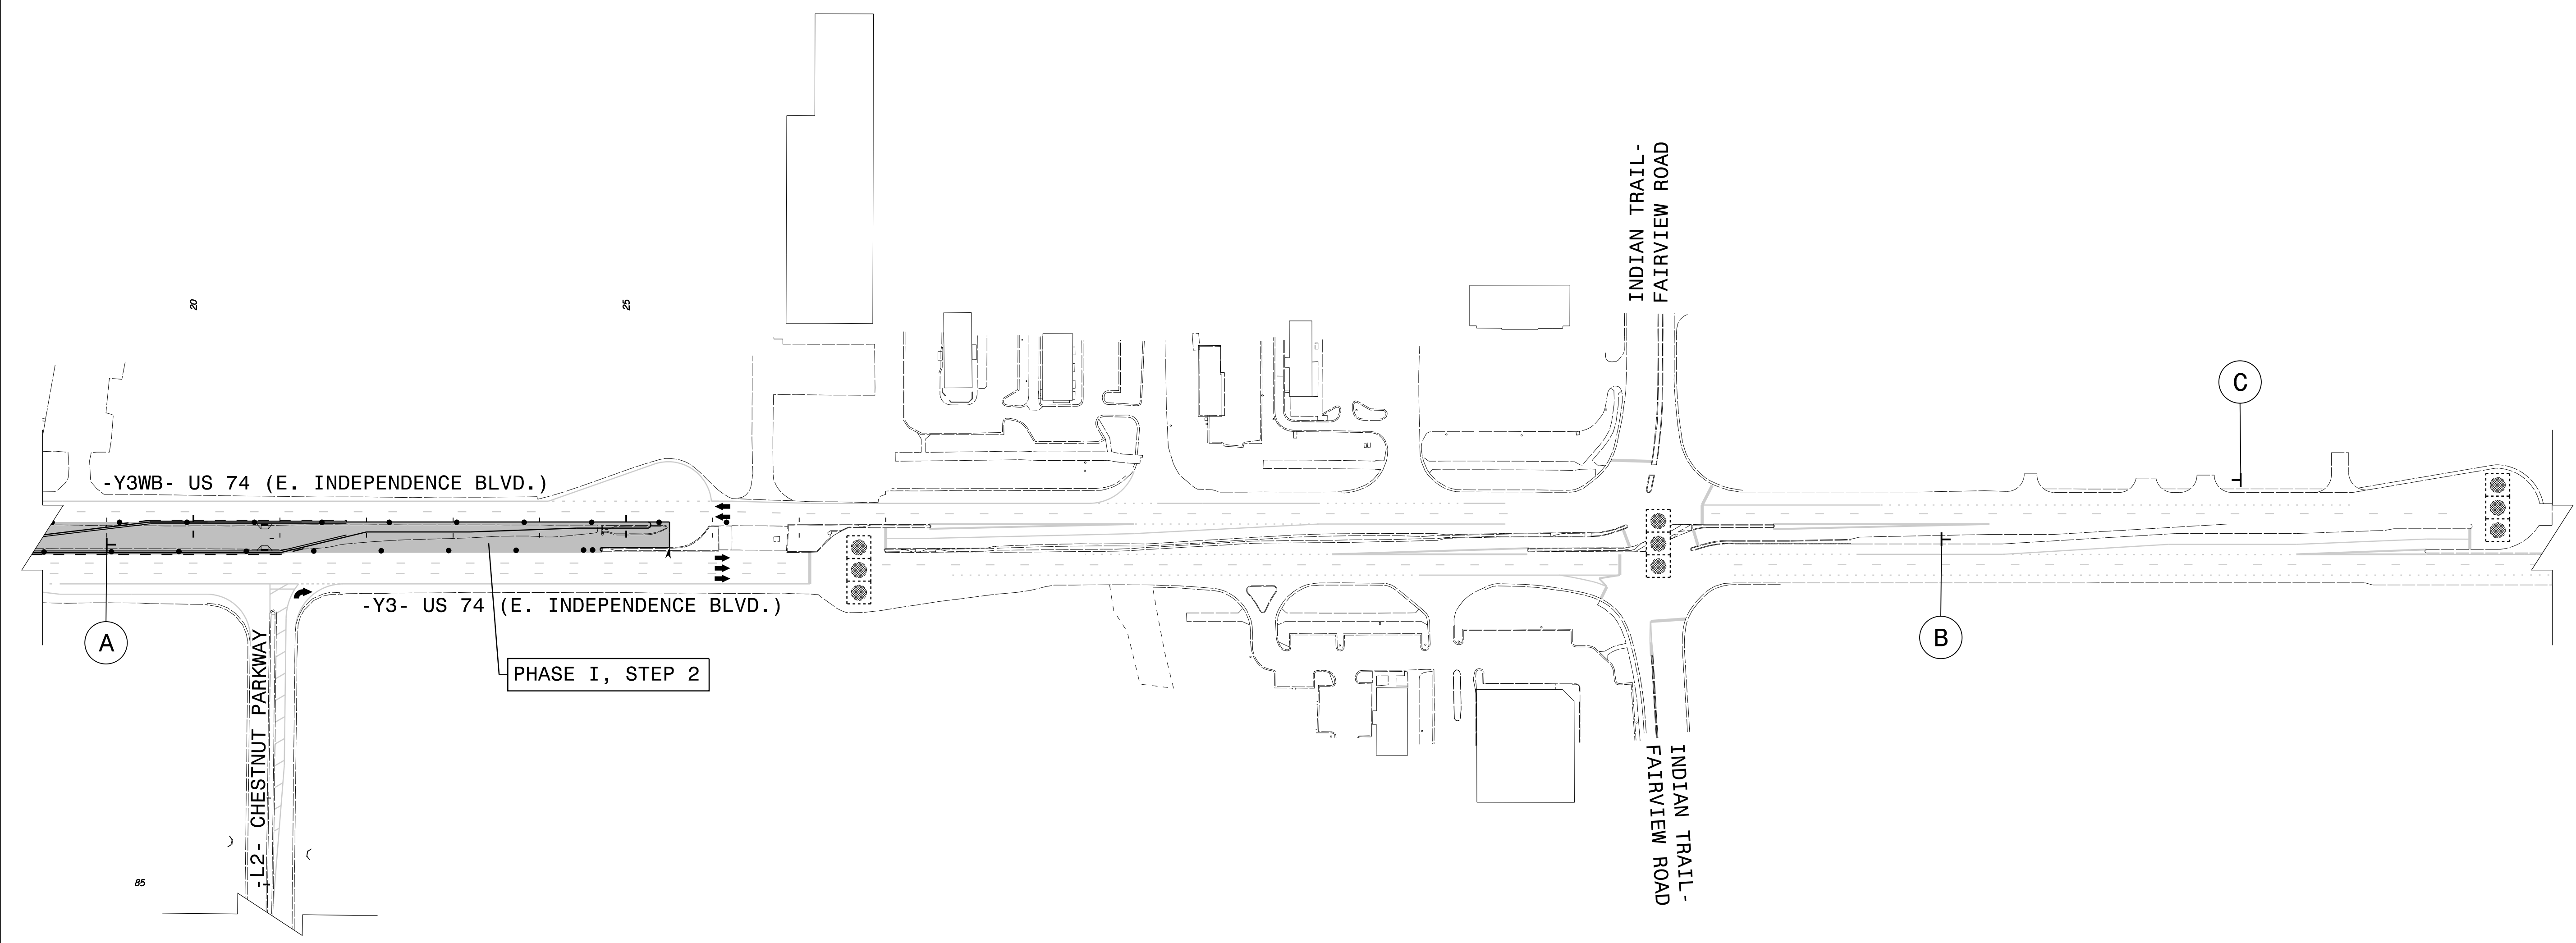 INDIAN TRAIL-
FAIRVIEW ROAD
20
25
C
-Y3WB- US 74 (E. INDEPENDENCE BLVD.)
-Y3- US 74 (E. INDEPENDENCE BLVD.)
A
B
PHASE I, STEP 2
-L2- CHESTNUT PARKWAY
INDIAN TRAIL-
FAIRVIEW ROAD
85